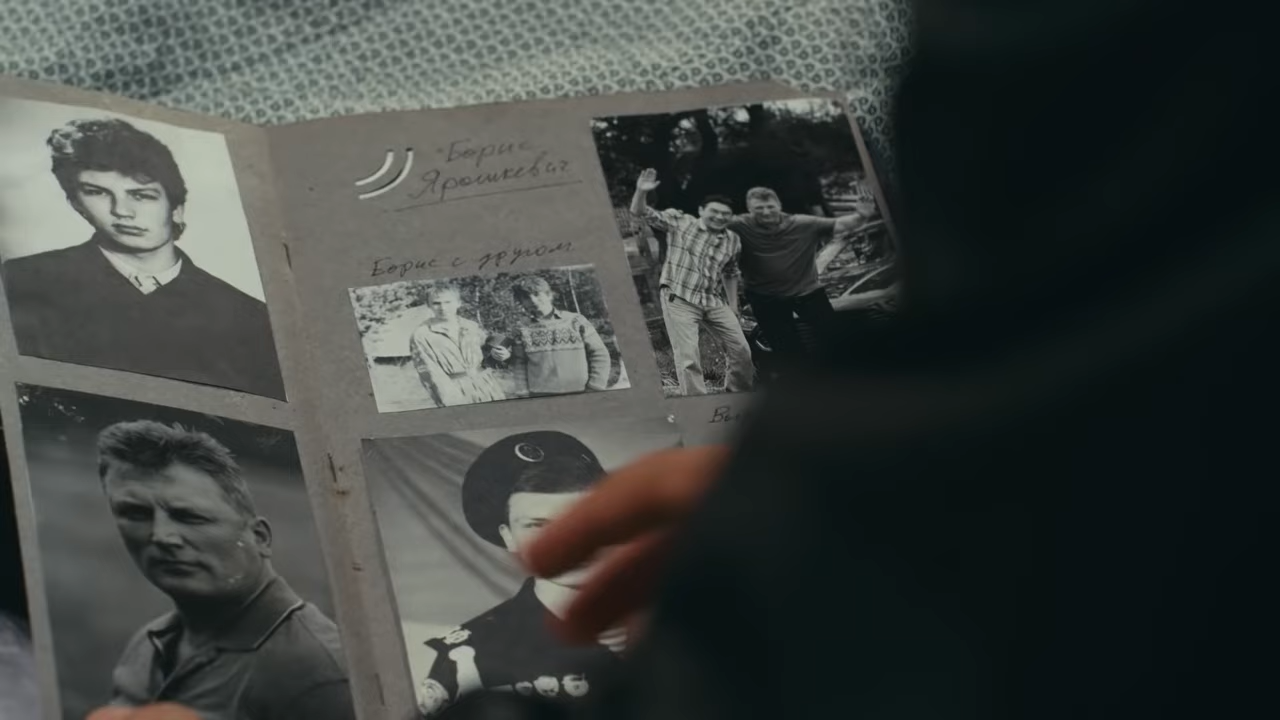 "Борис
Ярошкевич
Борис с другом